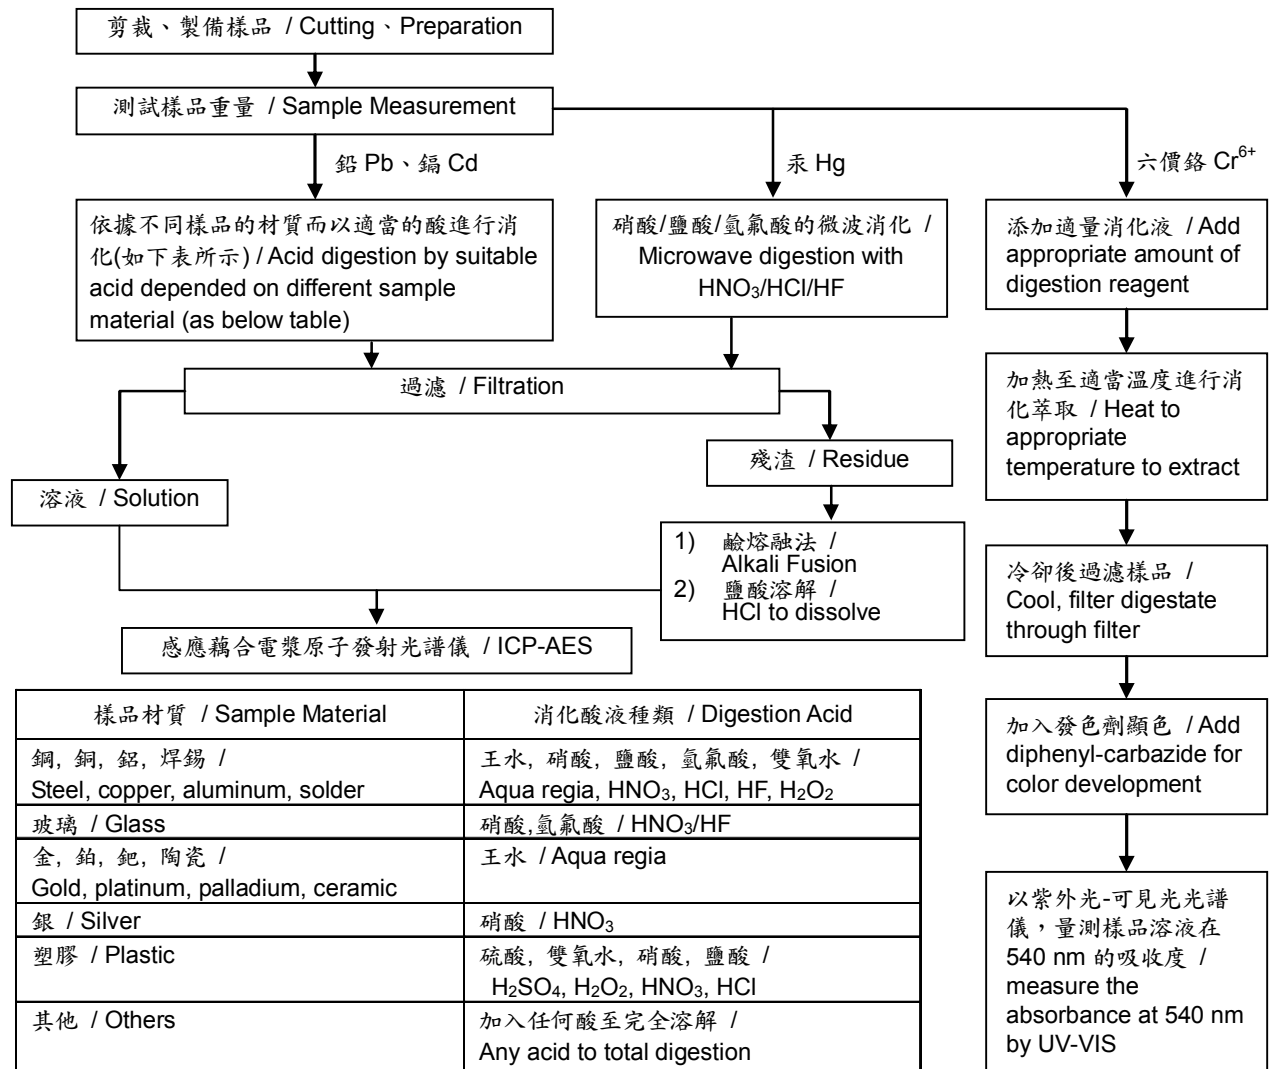 剪裁、製備樣品 / Cutting、Preparation
測試樣品重量 / Sample Measurement
鉛 Pb、鎘 Cd
汞 Hg
六價鉻 Cr⁶⁺
依據不同樣品的材質而以適當的酸進行消
化(如下表所示) / Acid digestion by suitable
acid depended on different sample
material (as below table)
硝酸/鹽酸/氫氟酸的微波消化 /
Microwave digestion with
HNO₃/HCl/HF
添加適量消化液 / Add
appropriate amount of
digestion reagent
過濾 / Filtration
加熱至適當溫度進行消
化萃取 / Heat to
appropriate
temperature to extract
殘渣 / Residue
溶液 / Solution
1) 鹼熔融法 /
Alkali Fusion
2) 鹽酸溶解 /
HCl to dissolve
冷卻後過濾樣品 /
Cool, filter digestate
through filter
感應藕合電漿原子發射光譜儀 / ICP-AES
加入發色劑顯色 / Add
diphenyl-carbazide for
color development
以紫外光-可見光光譜
儀，量測樣品溶液在
540 nm 的吸收度 /
measure the
absorbance at 540 nm
by UV-VIS
樣品材質 / Sample Material
消化酸液種類 / Digestion Acid
鋼, 銅, 鋁, 焊錫 /
Steel, copper, aluminum, solder
王水, 硝酸, 鹽酸, 氫氟酸, 雙氧水 /
Aqua regia, HNO₃, HCl, HF, H₂O₂
玻璃 / Glass
硝酸,氫氟酸 / HNO₃/HF
金, 鉑, 鈀, 陶瓷 /
Gold, platinum, palladium, ceramic
王水 / Aqua regia
銀 / Silver
硝酸 / HNO₃
塑膠 / Plastic
硫酸, 雙氧水, 硝酸, 鹽酸 /
H₂SO₄, H₂O₂, HNO₃, HCl
其他 / Others
加入任何酸至完全溶解 /
Any acid to total digestion